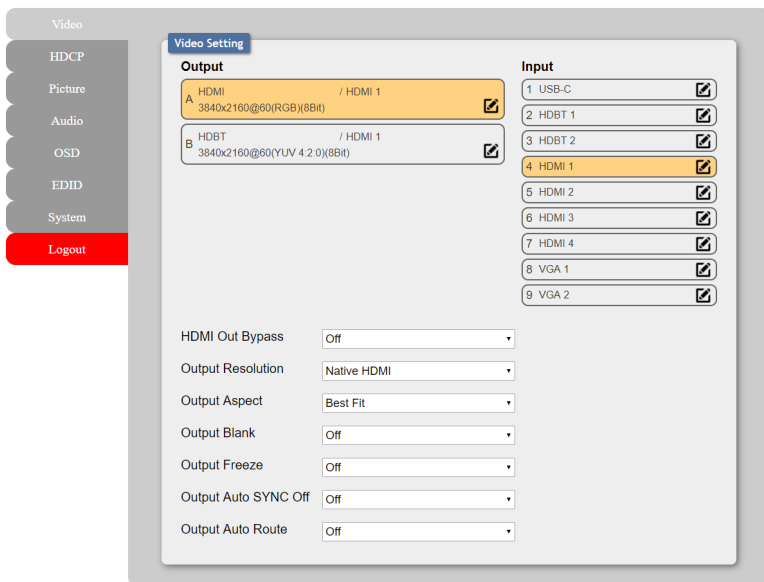 Video
HDCP
Picture
Audio
OSD
EDID
System
Logout
Video Setting
Output
A HDMI / HDMI 1
3840x2160@60(RGB)(8Bit)
B HDBT / HDMI 1
3840x2160@60(YUV 4:2:0)(8Bit)
Input
1 USB-C
2 HDBT 1
3 HDBT 2
4 HDMI 1
5 HDMI 2
6 HDMI 3
7 HDMI 4
8 VGA 1
9 VGA 2
HDMI Out Bypass Off
Output Resolution Native HDMI
Output Aspect Best Fit
Output Blank Off
Output Freeze Off
Output Auto SYNC Off Off
Output Auto Route Off